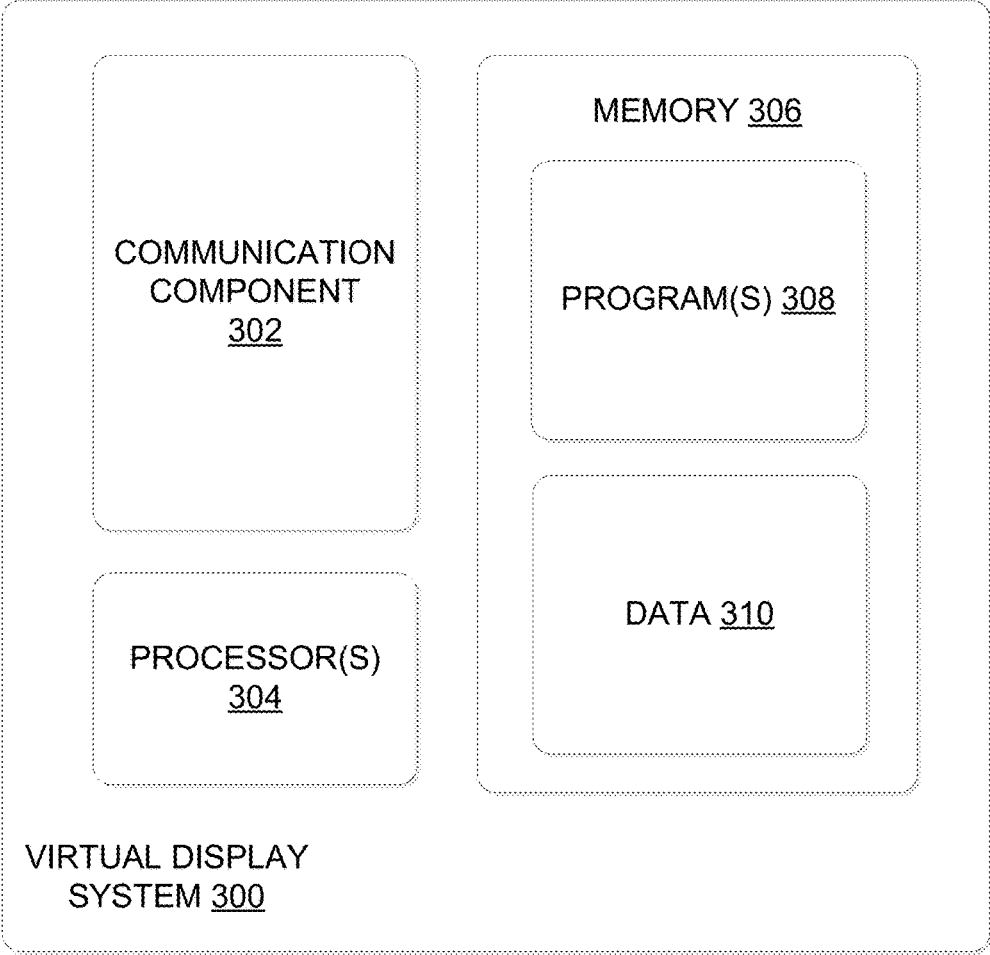 COMMUNICATION
COMPONENT
302
PROCESSOR(S)
304
MEMORY 306
PROGRAM(S) 308
DATA 310
VIRTUAL DISPLAY
SYSTEM 300